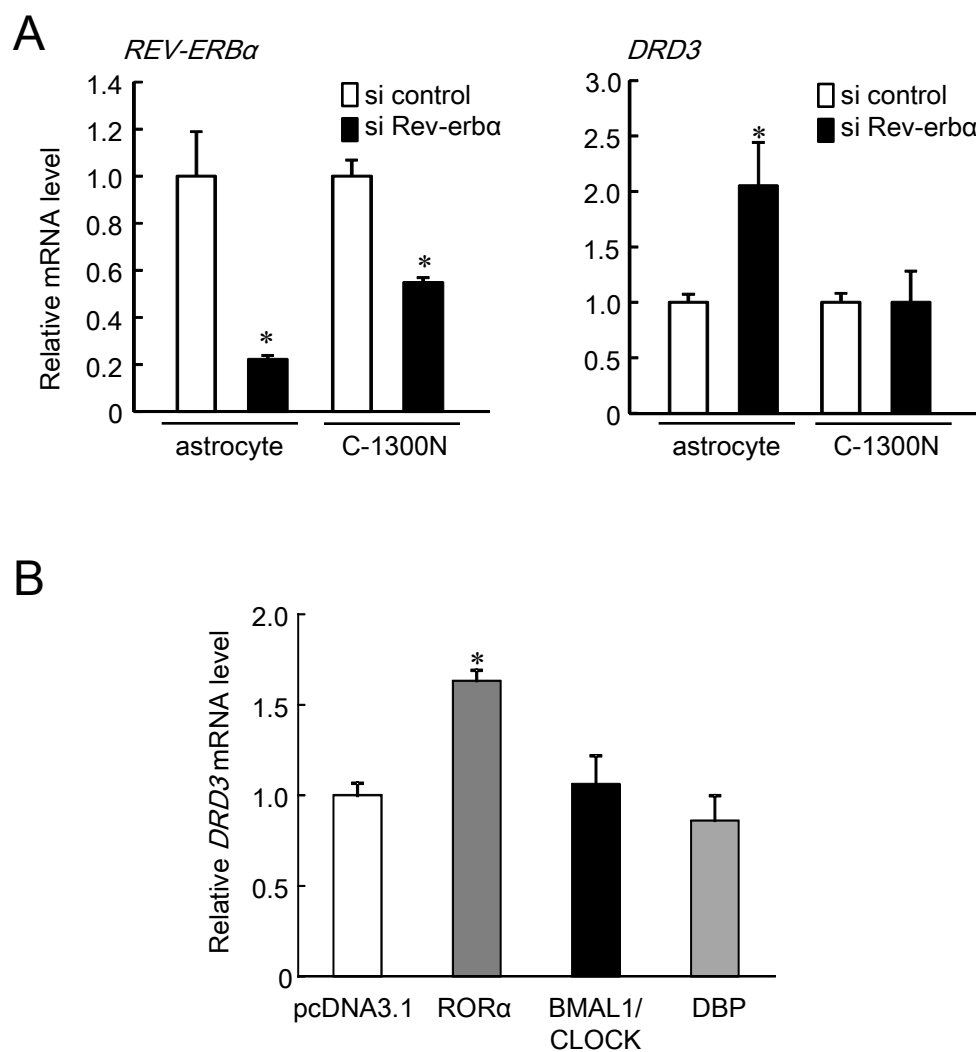 A
REV-ERBα
DRD3
Relative mRNA level
1.4
1.2
1.0
0.8
0.6
0.4
0.2
0
si control
si Rev-erbα
*
*
astrocyte
C-1300N
3.0
2.5
2.0
1.5
1.0
0.5
0
si control
si Rev-erbα
*
astrocyte
C-1300N
B
Relative DRD3 mRNA level
2.0
1.5
1.0
0.5
0
*
pcDNA3.1
RORα
BMAL1/
CLOCK
DBP